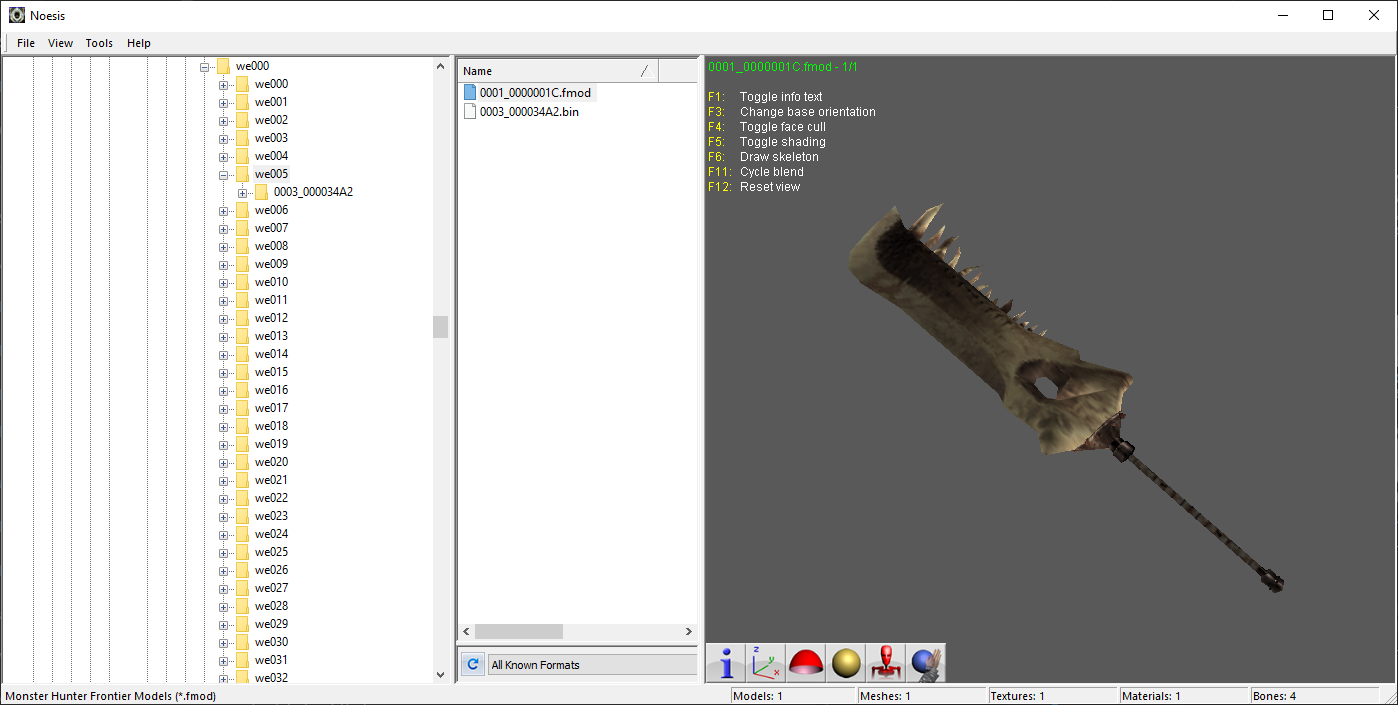 Noesis
File View Tools Help
we000
we000
we001
we002
we003
we004
we005
0003_000034A2
we006
we007
we008
we009
we010
we011
we012
we013
we014
we015
we016
we017
we018
we019
we020
we021
we022
we023
we024
we025
we026
we027
we028
we029
we030
we031
we032
Name
0001_0000001C.fmod
0003_000034A2.bin
All Known Formats
0001_0000001C.fmod - 1/1
F1: Toggle info text
F3: Change base orientation
F4: Toggle face cull
F5: Toggle shading
F6: Draw skeleton
F11: Cycle blend
F12: Reset view
z
y
x
Monster Hunter Frontier Models (*.fmod)
Models: 1
Meshes: 1
Textures: 1
Materials: 1
Bones: 4